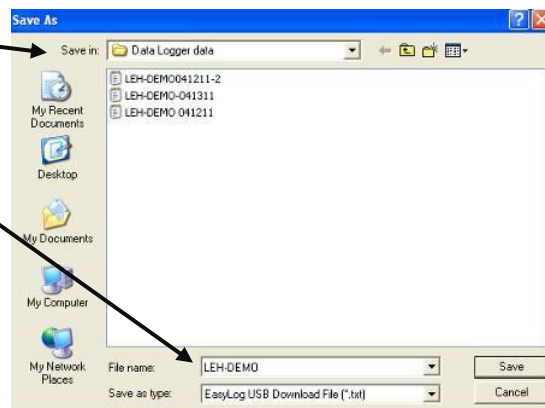 Save As
Save in: Data Logger data
LEH-DEMO041211-2
LEH-DEMO-041311
LEH-DEMO 041211
My Recent
Documents
Desktop
My Documents
My Computer
My Network
Places
File name: LEH-DEMO Save
Save as type: EasyLog USB Download File (*.txt) Cancel